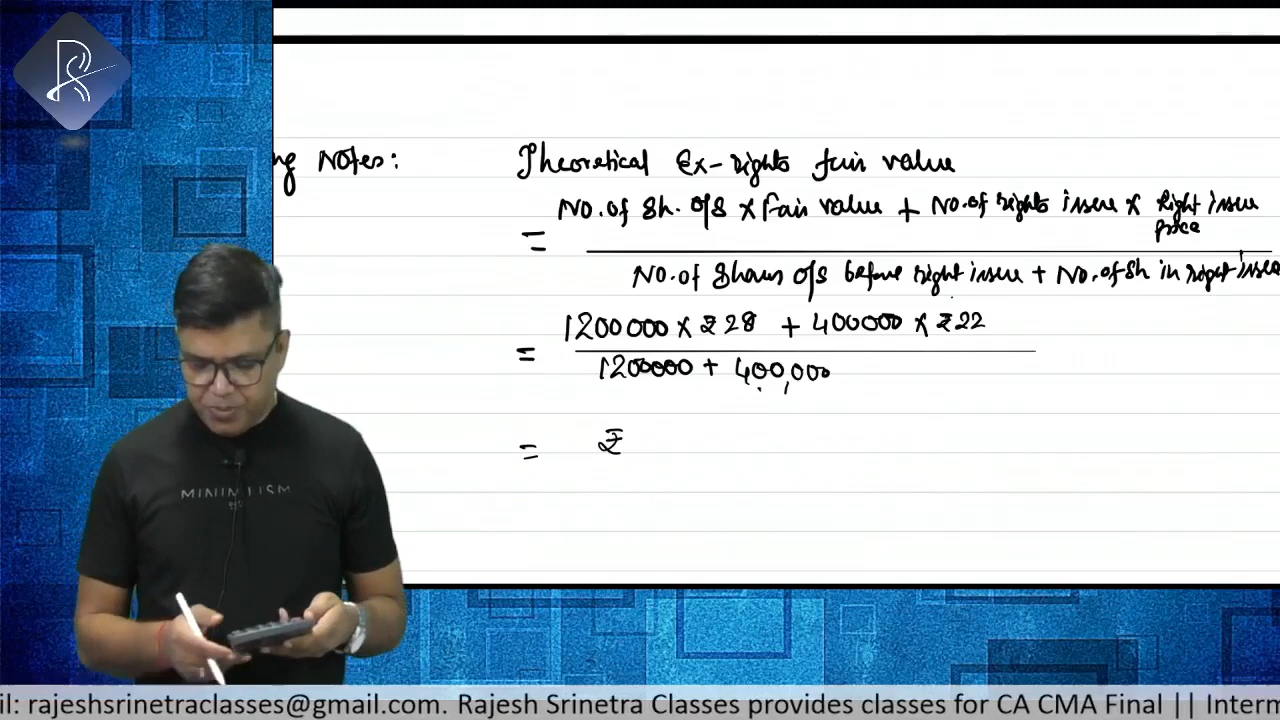 ng Notes:
Theoretical Ex-rights fair value
= No. of Sh. o/s x Fair value + No. of rights issue x Right issue price
No. of Shares o/s before right issue + No. of Sh in right issue
= 1200000 x ₹28 + 400000 x ₹22
1200000 + 400,000
= ₹
MINIMALISM
il: rajeshsrinetraclasses@gmail.com. Rajesh Srinetra Classes provides classes for CA CMA Final || Intern